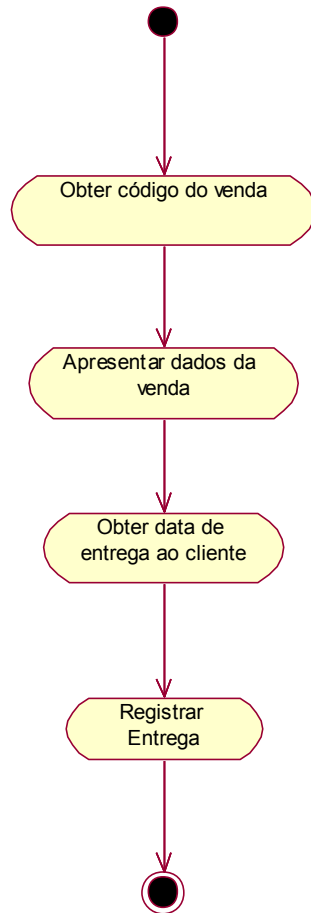 Obter código do venda
Apresentar dados da
venda
Obter data de
entrega ao cliente
Registrar
Entrega